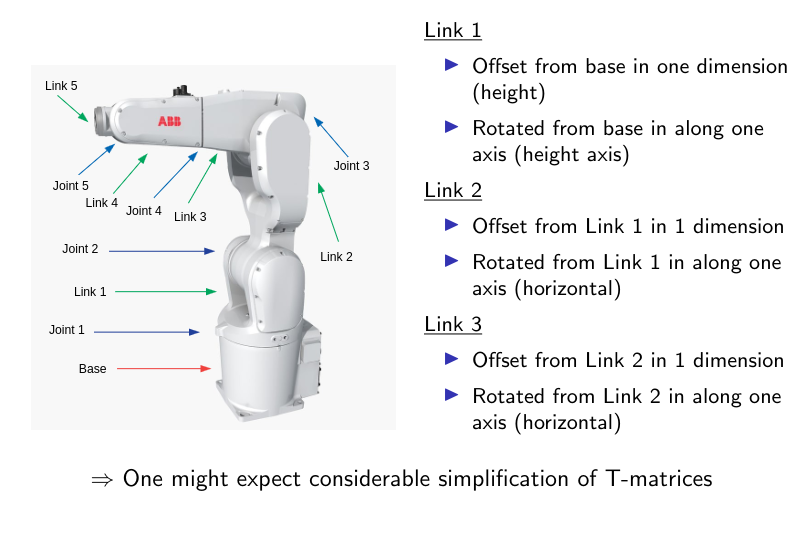 Link 5
ABB
Joint 3
Joint 5
Link 4
Joint 4
Link 3
Joint 2
Link 2
Link 1
Joint 1
Base
Link 1
▶ Offset from base in one dimension
(height)
▶ Rotated from base in along one
axis (height axis)
Link 2
▶ Offset from Link 1 in 1 dimension
▶ Rotated from Link 1 in along one
axis (horizontal)
Link 3
▶ Offset from Link 2 in 1 dimension
▶ Rotated from Link 2 in along one
axis (horizontal)
⇒ One might expect considerable simplification of T-matrices